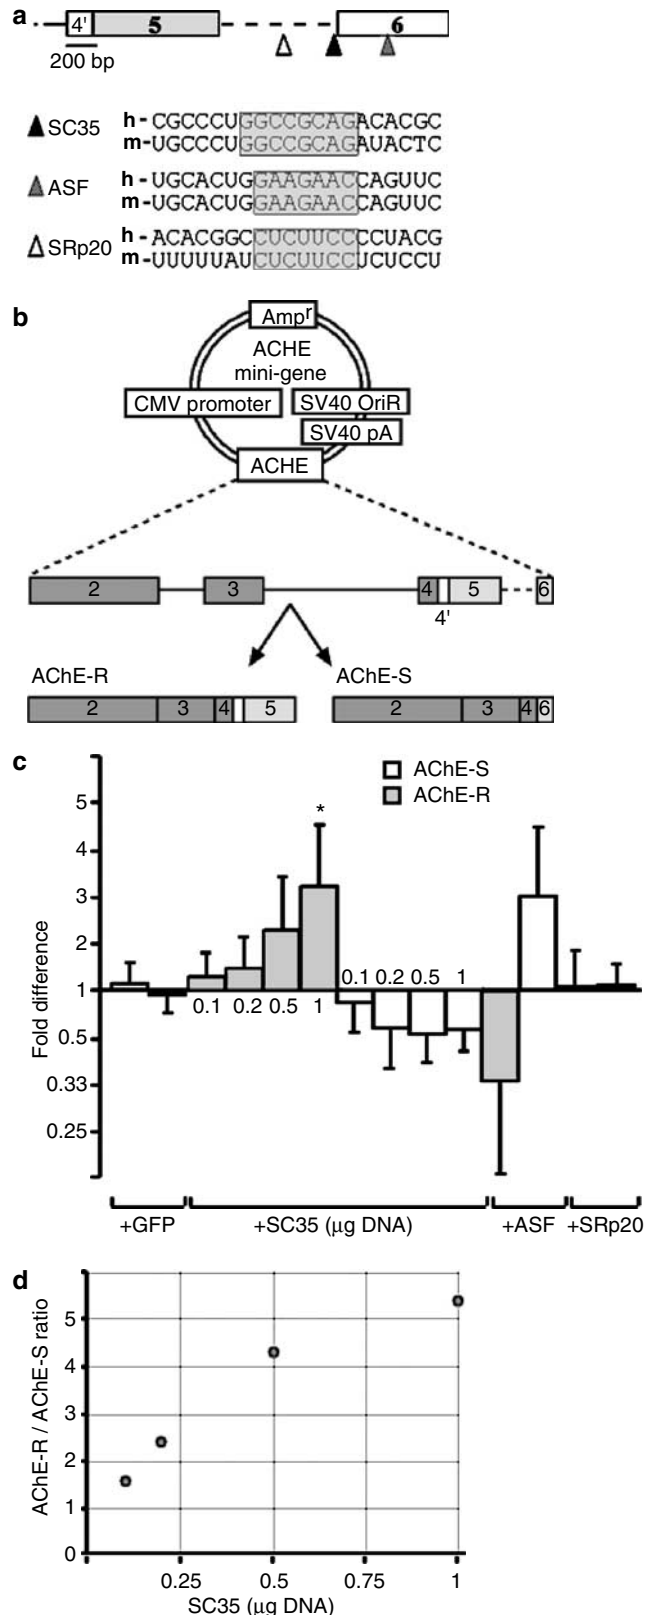 a
4' 5 6
200 bp
SC35
h - CGCCCUGGCCGCAGACACGC
m - UGCCCUGGCCGCAGAUACUC
ASF
h - UGCACUGGAAGAACCAGUUC
m - UGCACUGGAAGAACCAGUUC
SRp20
h - ACACGGCCUCUUCCCCUACG
m - UUUUUAUCUCUUCCUCUCCU
b
Ampr
ACHE
mini-gene
CMV promoter
SV40 OriR
SV40 pA
ACHE
2 3 4 5 6
4'
AChE-R
AChE-S
2 3 4 5
2 3 4 6
c
AChE-S
AChE-R
*
Fold difference
5
4
3
2
1
0.5
0.33
0.25
0.1 0.2 0.5 1
0.1 0.2 0.5 1
+GFP
+SC35 (µg DNA)
+ASF
+SRp20
d
AChE-R / AChE-S ratio
5
4
3
2
1
0
0.25 0.5 0.75 1
SC35 (µg DNA)